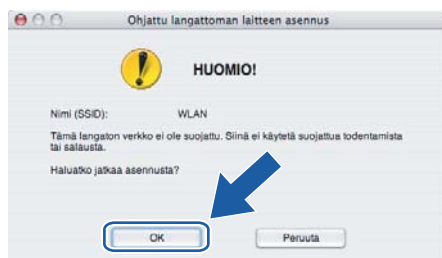 Ohjattu langattoman laitteen asennus
HUOMIO!
Nimi (SSID): WLAN
Tämä langaton verkko ei ole suojattu. Siinä ei käytetä suojattua todentamista
tai salausta.
Haluatko jatkaa asennusta?
OK Peruuta